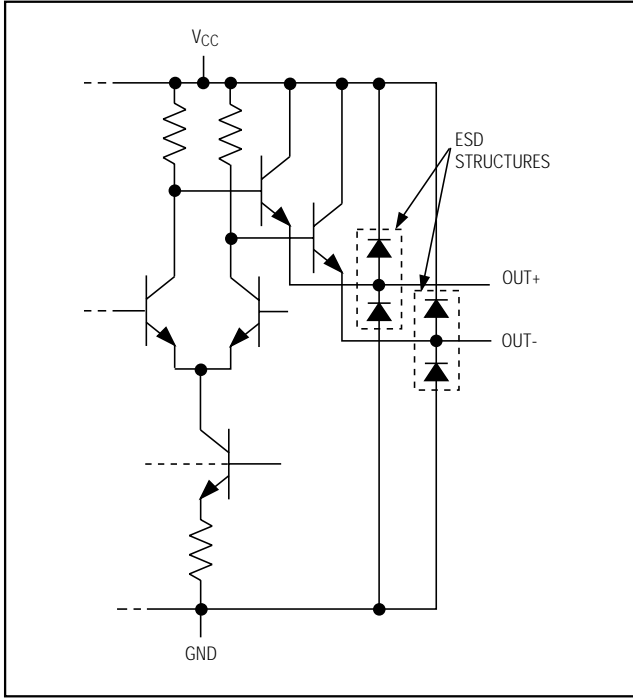 VCC
ESD
STRUCTURES
OUT+
OUT-
GND